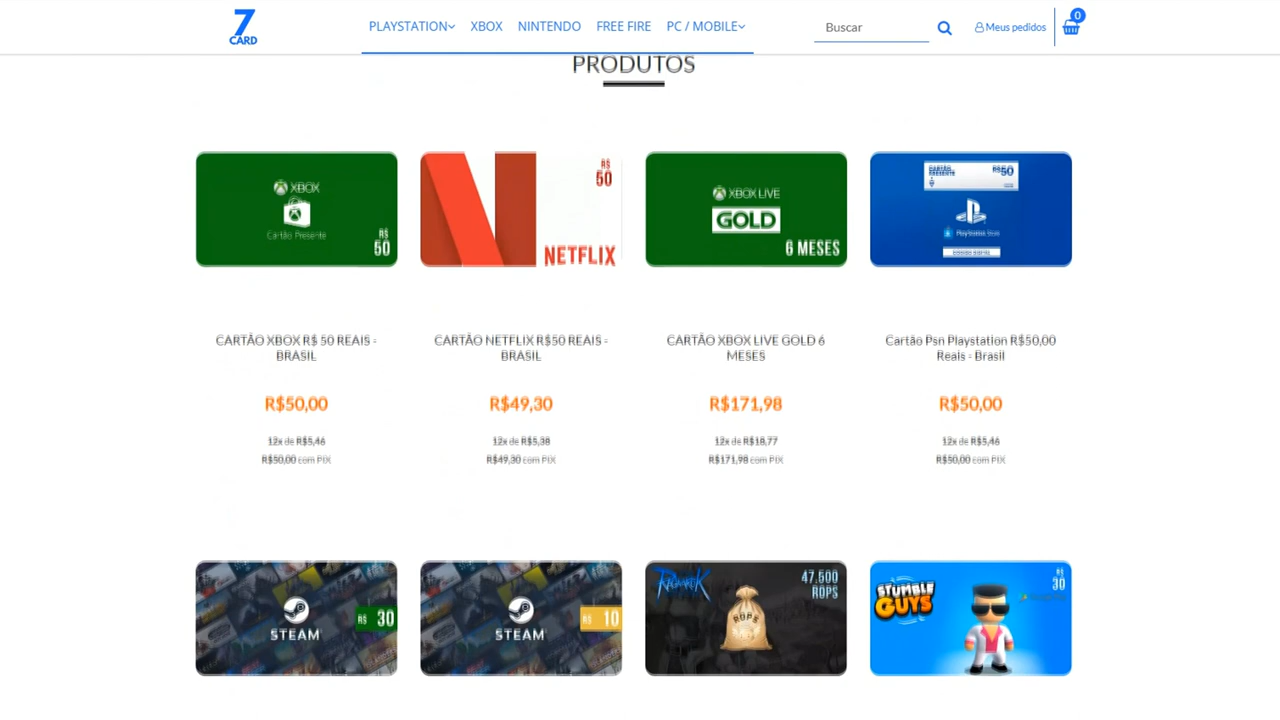 7
CARD
PLAYSTATION XBOX NINTENDO FREE FIRE PC / MOBILE
Buscar
Meus pedidos
0
PRODUTOS
XBOX
Cartão Presente
R$
50
R$
50
NETFLIX
XBOX LIVE
GOLD
6 MESES
CARTÃO
PRESENTE
R$50
PlayStation
CARTÃO XBOX R$ 50 REAIS -
BRASIL
CARTÃO NETFLIX R$50 REAIS -
BRASIL
CARTÃO XBOX LIVE GOLD 6
MESES
Cartão Psn Playstation R$50,00
Reais - Brasil
R$50,00
R$49,30
R$171,98
R$50,00
12x de R$5,46
12x de R$5,38
12x de R$18,77
12x de R$5,46
R$50,00 com PIX
R$49,30 com PIX
R$171,98 com PIX
R$50,00 com PIX
STEAM
R$ 30
STEAM
R$ 10
RAGNARÖK
47.500
ROPS
ROPS
STUMBLE
GUYS
R$
30